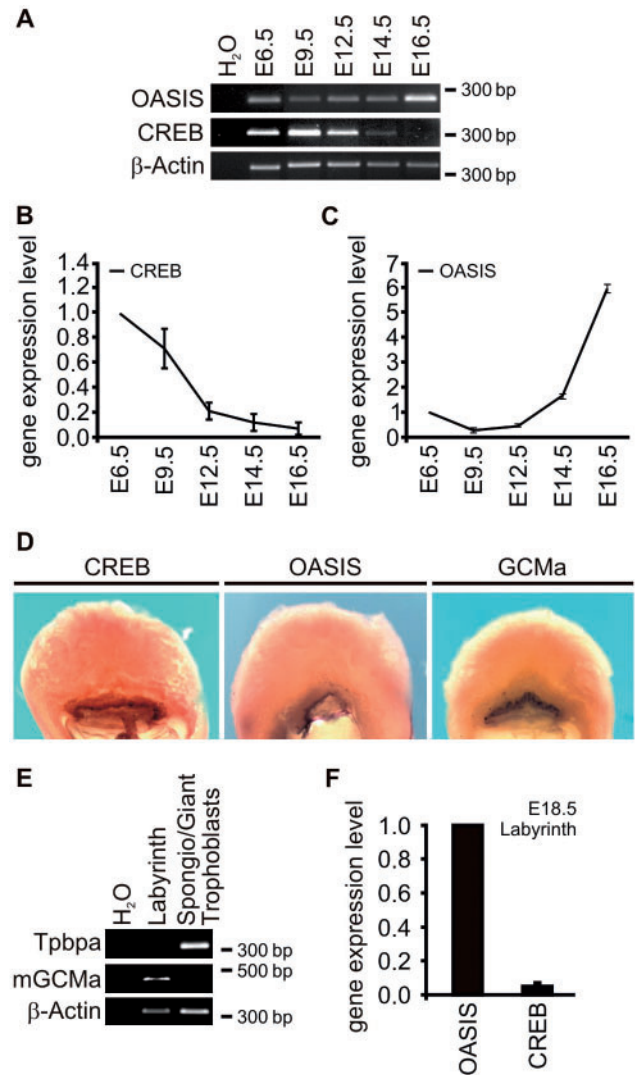 A
H₂O
E6.5
E9.5
E12.5
E14.5
E16.5
OASIS
300 bp
CREB
300 bp
β-Actin
300 bp
B
gene expression level
1.4
1.2
1.0
0.8
0.6
0.4
0.2
0.0
CREB
E6.5
E9.5
E12.5
E14.5
E16.5
C
gene expression level
7
6
5
4
3
2
1
0
OASIS
E6.5
E9.5
E12.5
E14.5
E16.5
D
CREB
OASIS
GCMa
E
H₂O
Labyrinth
Spongio/Giant
Trophoblasts
Tpbpa
300 bp
500 bp
mGCMa
β-Actin
300 bp
F
gene expression level
E18.5
Labyrinth
1.0
0.8
0.6
0.4
0.2
0.0
OASIS
CREB